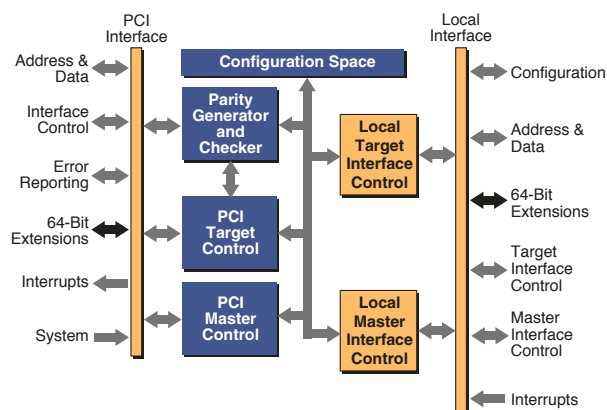 PCI
Interface
Local
Interface
Address &
Data
Interface
Control
Error
Reporting
64-Bit
Extensions
Interrupts
System
Configuration Space
Parity
Generator
and
Checker
PCI
Target
Control
PCI
Master
Control
Local
Target
Interface
Control
Local
Master
Interface
Control
Configuration
Address &
Data
64-Bit
Extensions
Target
Interface
Control
Master
Interface
Control
Interrupts